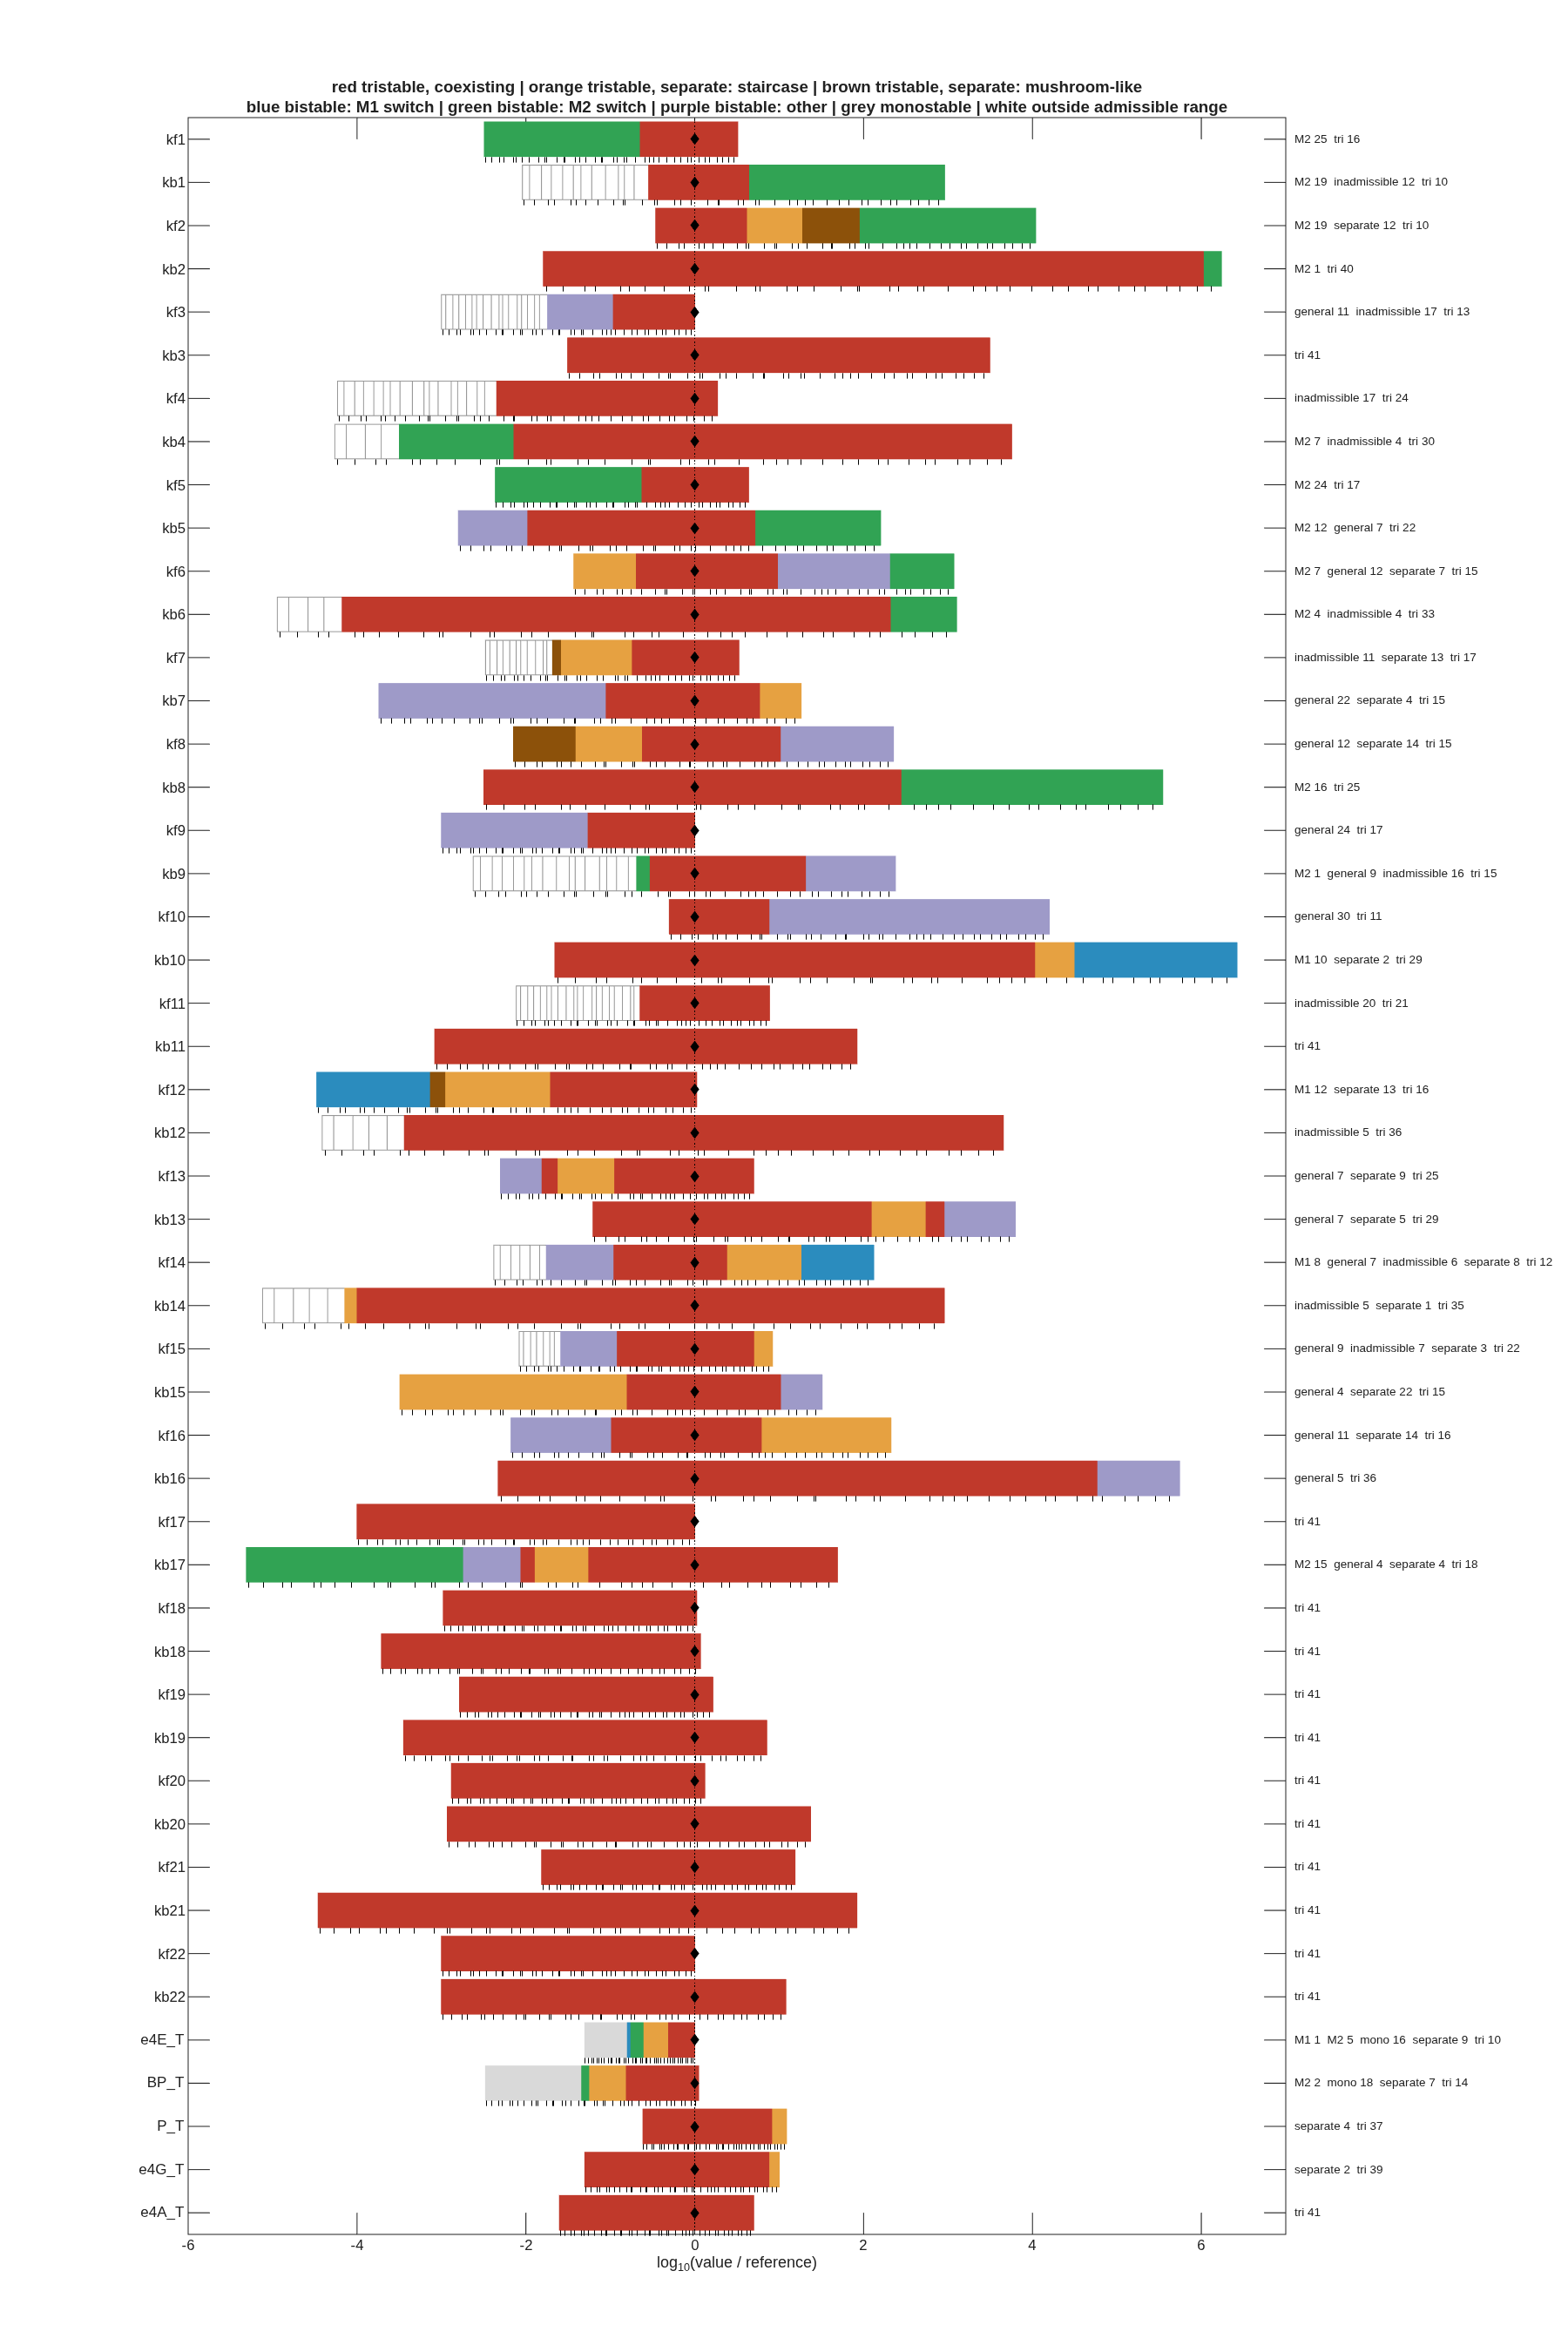 red tristable, coexisting | orange tristable, separate: staircase | brown tristable, separate: mushroom-like
blue bistable: M1 switch | green bistable: M2 switch | purple bistable: other | grey monostable | white outside admissible range
kf1 M2 25 tri 16
kb1 M2 19 inadmissible 12 tri 10
kf2 M2 19 separate 12 tri 10
kb2 M2 1 tri 40
kf3 general 11 inadmissible 17 tri 13
kb3 tri 41
kf4 inadmissible 17 tri 24
kb4 M2 7 inadmissible 4 tri 30
kf5 M2 24 tri 17
kb5 M2 12 general 7 tri 22
kf6 M2 7 general 12 separate 7 tri 15
kb6 M2 4 inadmissible 4 tri 33
kf7 inadmissible 11 separate 13 tri 17
kb7 general 22 separate 4 tri 15
kf8 general 12 separate 14 tri 15
kb8 M2 16 tri 25
kf9 general 24 tri 17
kb9 M2 1 general 9 inadmissible 16 tri 15
kf10 general 30 tri 11
kb10 M1 10 separate 2 tri 29
kf11 inadmissible 20 tri 21
kb11 tri 41
kf12 M1 12 separate 13 tri 16
kb12 inadmissible 5 tri 36
kf13 general 7 separate 9 tri 25
kb13 general 7 separate 5 tri 29
kf14 M1 8 general 7 inadmissible 6 separate 8 tri 12
kb14 inadmissible 5 separate 1 tri 35
kf15 general 9 inadmissible 7 separate 3 tri 22
kb15 general 4 separate 22 tri 15
kf16 general 11 separate 14 tri 16
kb16 general 5 tri 36
kf17 tri 41
kb17 M2 15 general 4 separate 4 tri 18
kf18 tri 41
kb18 tri 41
kf19 tri 41
kb19 tri 41
kf20 tri 41
kb20 tri 41
kf21 tri 41
kb21 tri 41
kf22 tri 41
kb22 tri 41
e4E_T M1 1 M2 5 mono 16 separate 9 tri 10
BP_T M2 2 mono 18 separate 7 tri 14
P_T separate 4 tri 37
e4G_T separate 2 tri 39
e4A_T tri 41
-6 -4 -2 0 2 4 6
log10(value / reference)